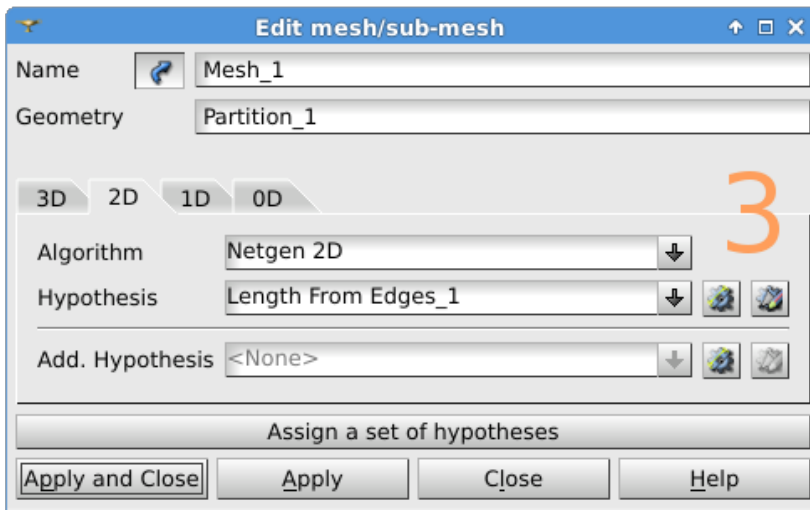 Edit mesh/sub-mesh
Name Mesh_1
Geometry Partition_1
3D 2D 1D 0D
3
Algorithm Netgen 2D
Hypothesis Length From Edges_1
Add. Hypothesis <None>
Assign a set of hypotheses
Apply and Close Apply Close Help